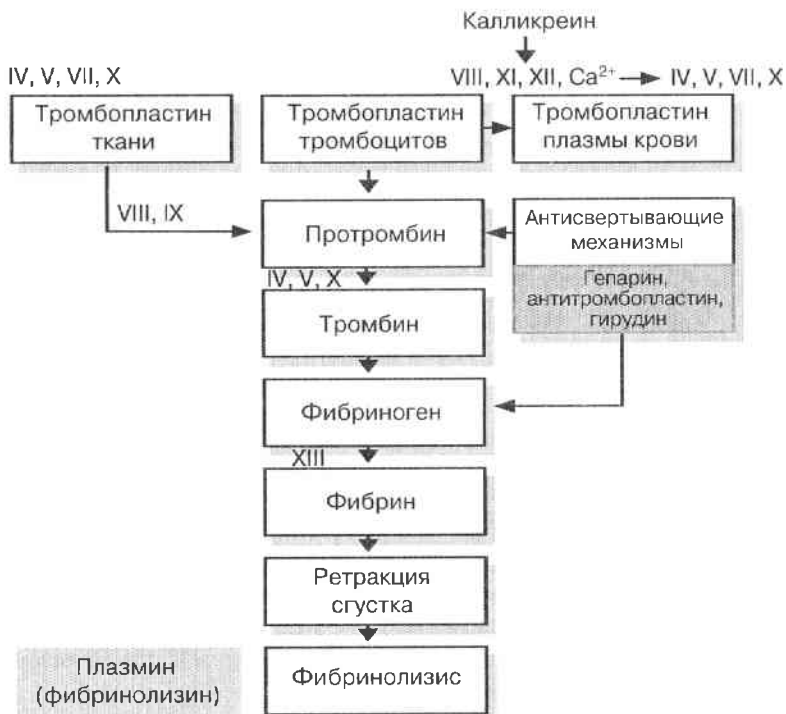 Калликреин
IV, V, VII, X
VIII, XI, XII, Ca²⁺
IV, V, VII, X
Тромбопластин
ткани
Тромбопластин
тромбоцитов
Тромбопластин
плазмы крови
VIII, IX
Протромбин
Антисвертывающие
механизмы
Гепарин,
антитромбопластин,
гирудин
IV, V, X
Тромбин
Фибриноген
XIII
Фибрин
Ретракция
сгустка
Плазмин
(фибринолизин)
Фибринолизис